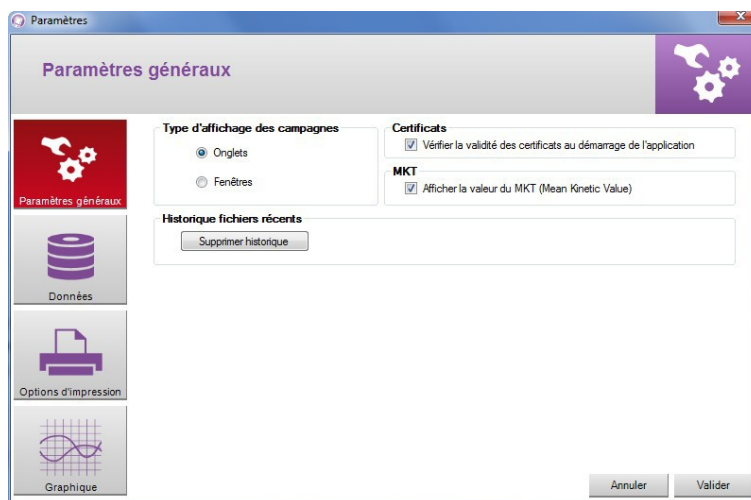 Paramètres
Paramètres généraux
Paramètres généraux
Données
Options d'impression
Graphique
Type d'affichage des campagnes
Onglets
Fenêtres
Certificats
Vérifier la validité des certificats au démarrage de l'application
MKT
Afficher la valeur du MKT (Mean Kinetic Value)
Historique fichiers récents
Supprimer historique
Annuler
Valider